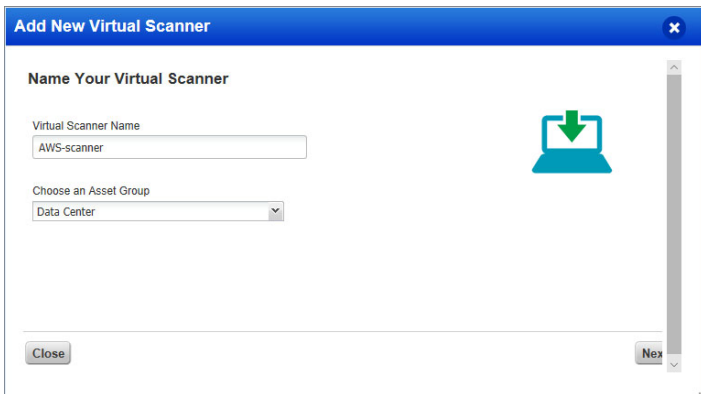 Add New Virtual Scanner
Name Your Virtual Scanner
Virtual Scanner Name
AWS-scanner
Choose an Asset Group
Data Center
Close
Nex